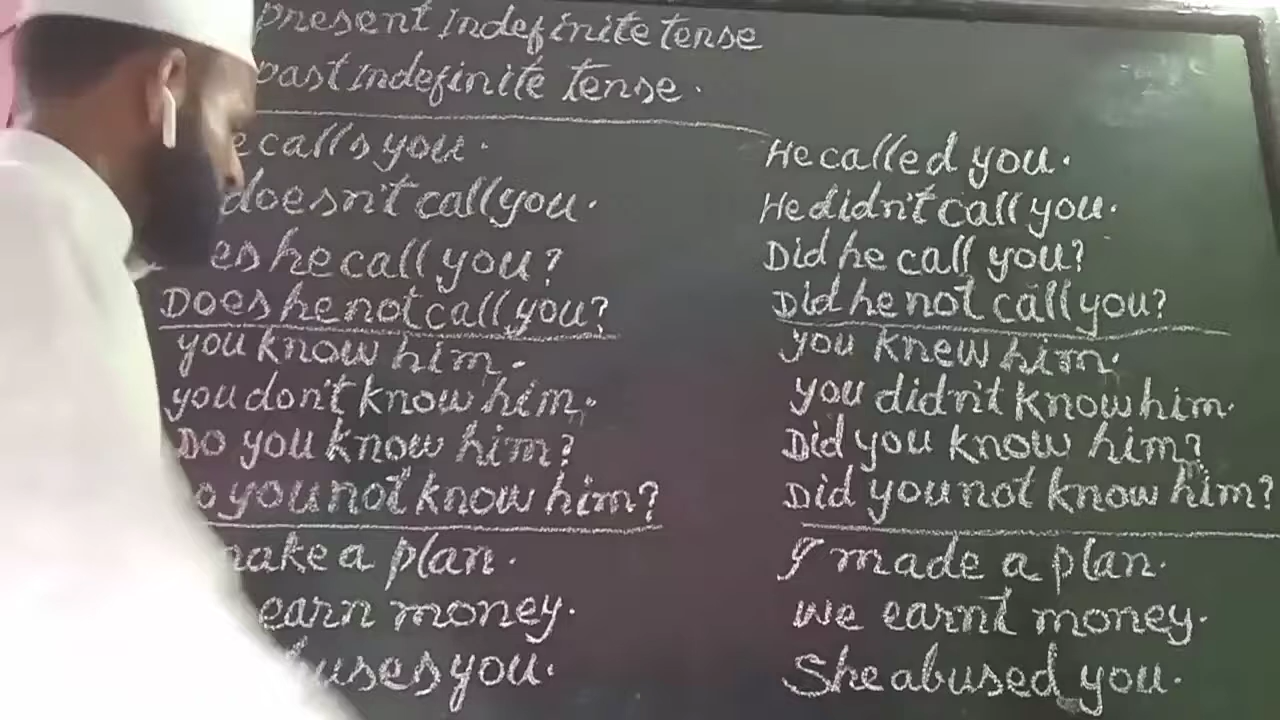 present Indefinite tense
past Indefinite tense.
calls you.
He called you.
doesn't call you.
He didn't call you.
he call you?
Did he call you?
Does he not call you?
Did he not call you?
you know him.
you knew him.
you don't know him.
you didn't know him.
Do you know him?
Did you know him?
you not know him?
Did you not know him?
a plan.
I made a plan.
earn money.
we earnt money.
you.
She abused you.